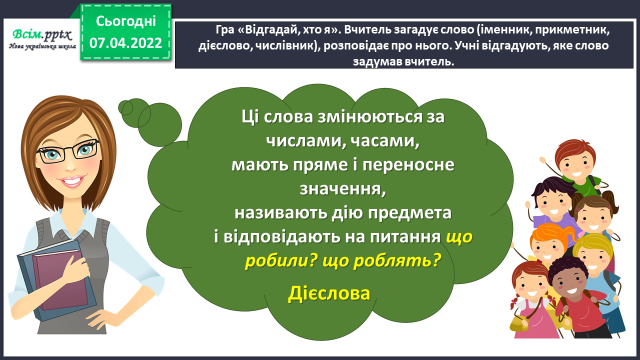 Всім.pptx
Нова українська школа
Сьогодні
07.04.2022
Гра «Відгадай, хто я». Вчитель загадує слово (іменник, прикметник,
дієслово, числівник), розповідає про нього. Учні відгадують, яке слово
задумав вчитель.
Ці слова змінюються за
числами, часами,
мають пряме і переносне
значення,
називають дію предмета
і відповідають на питання що
робили? що роблять?
Дієслова